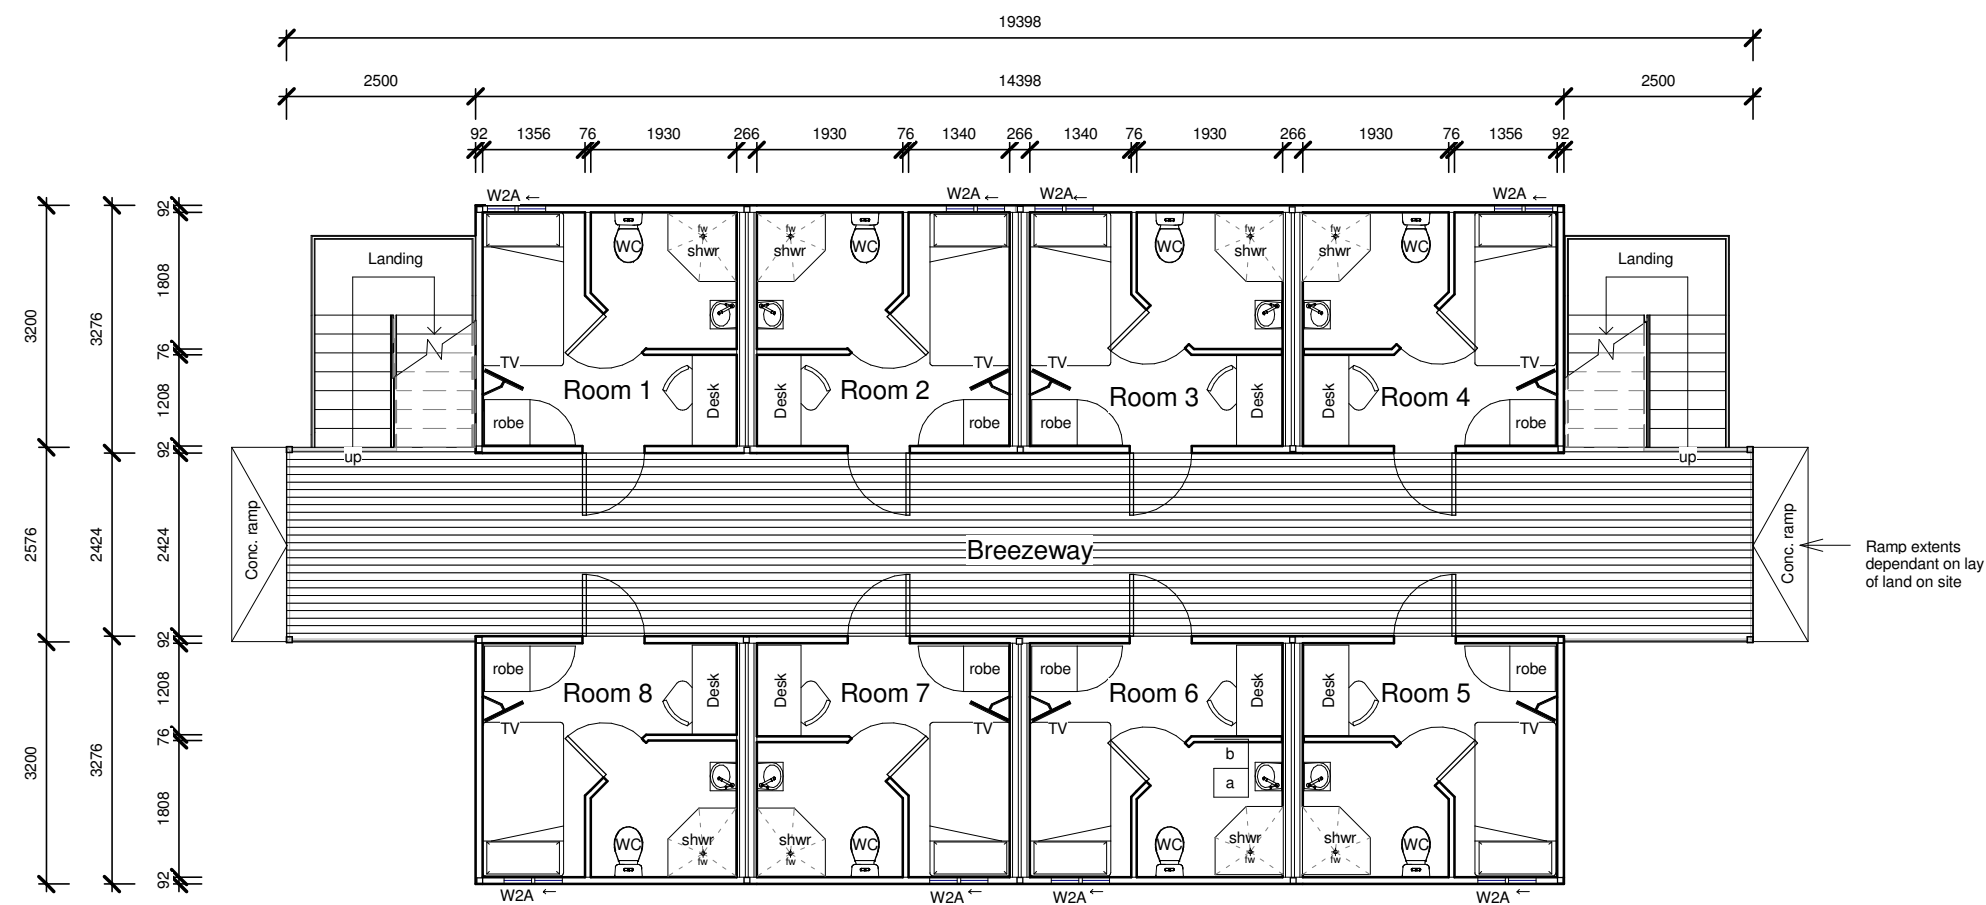 19398
2500 14398 2500
92 1356 76 1930 266 1930 76 1340 266 1340 76 1930 266 1930 76 1356 92
W2A ← W2A ← W2A ← W2A ←
92
1808
76
1208
92
2424
92
1208
76
1808
92
3276
2424
3276
3200
2576
3200
Landing
up
WC
fw
shwr
TV
Room 1
Desk
robe
fw
shwr
WC
TV
Room 2
Desk
robe
WC
fw
shwr
TV
Room 3
Desk
robe
fw
shwr
WC
TV
Room 4
Desk
robe
Landing
up
Conc. ramp
Breezeway
Conc. ramp
Ramp extents
dependant on lay
of land on site
robe
Room 8
Desk
TV
WC
shwr
fw
Desk
Room 7
robe
TV
shwr
fw
WC
robe
Room 6
Desk
TV
b
a
WC
shwr
fw
Desk
Room 5
robe
TV
shwr
fw
WC
W2A ← W2A ← W2A ← W2A ←